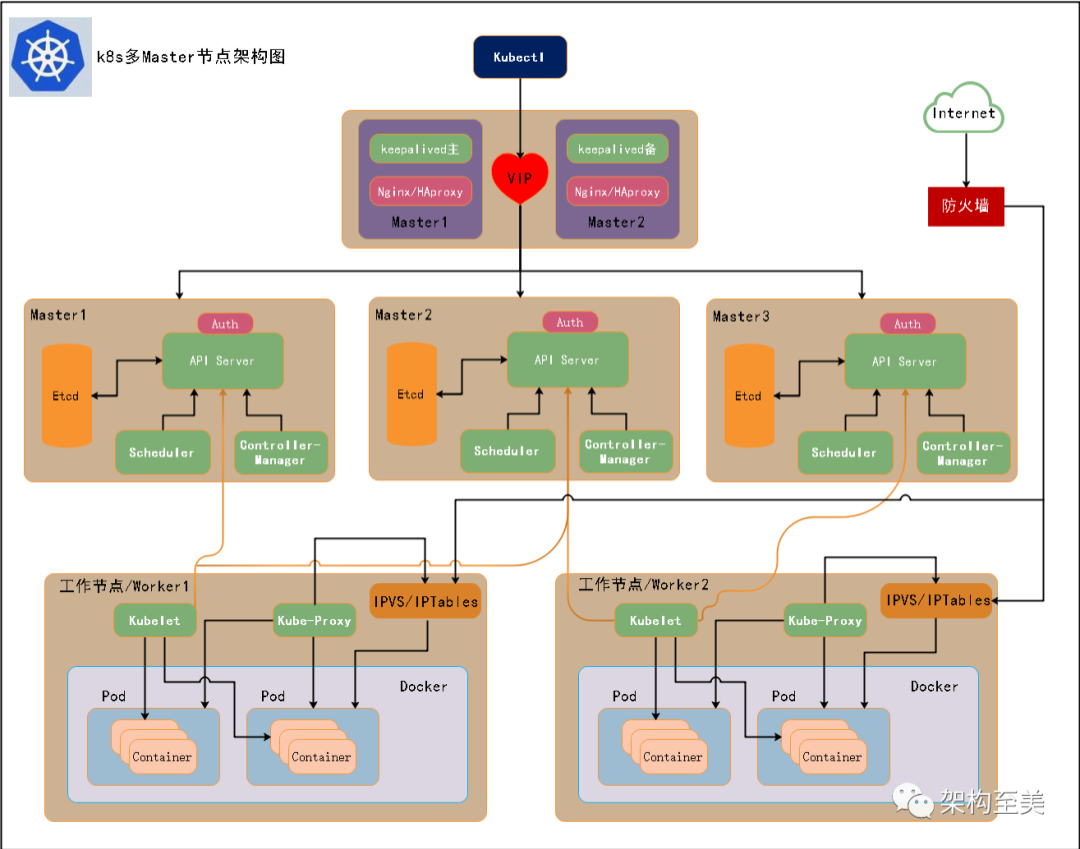 k8s多Master节点架构图
Kubectl
Internet
keepalived主
Nginx/HAproxy
Master1
VIP
keepalived备
Nginx/HAproxy
Master2
防火墙
Master1
Auth
API Server
Etcd
Scheduler
Controller-
Manager
Master2
Auth
API Server
Etcd
Scheduler
Controller-
Manager
Master3
Auth
API Server
Etcd
Scheduler
Controller-
Manager
工作节点/Worker1
Kubelet
Kube-Proxy
IPVS/IPTables
Docker
Pod
Container
Pod
Container
工作节点/Worker2
Kubelet
Kube-Proxy
IPVS/IPTables
Docker
Pod
Container
Pod
Container
架构至美